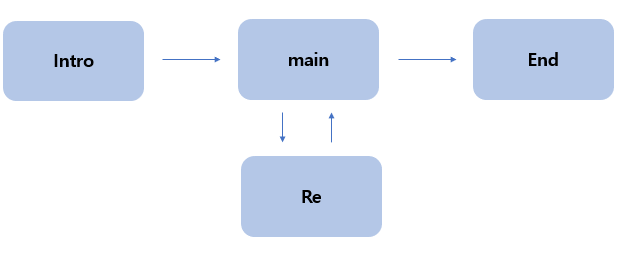 Intro
main
End
Re